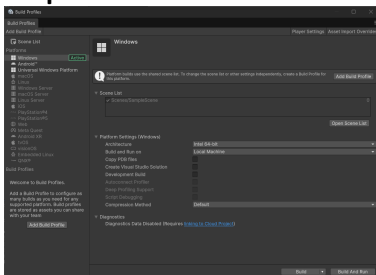 Build Profiles
Build Profiles
Add Build Profile
Player Settings
Asset Import Overrides
Scene List
Platforms
Windows
Active
Android
Universal Windows Platform
macOS
Linux
Windows Server
macOS Server
Linux Server
iOS
PlayStation®4
PlayStation®5
Web
Meta Quest
Android XR
tvOS
visionOS
Embedded Linux
QNX®
Build Profiles
Welcome to Build Profiles.
Add a Build Profile to configure as
many builds as you need for any
supported platform. Build profiles
are stored as assets you can share
with your team
Add Build Profile
Windows
Platform builds use the shared scene list. To change the scene list or other settings independently, create a Build Profile for
this platform.
Add Build Profile
Scene List
Scenes/SampleScene
Open Scene List
Platform Settings (Windows)
Architecture
Intel 64-bit
Build and Run on
Local Machine
Copy PDB files
Create Visual Studio Solution
Development Build
Autoconnect Profiler
Deep Profiling Support
Script Debugging
Compression Method
Default
Diagnostics
Diagnostics Data Disabled (Requires linking to Cloud Project)
Build
Build And Run